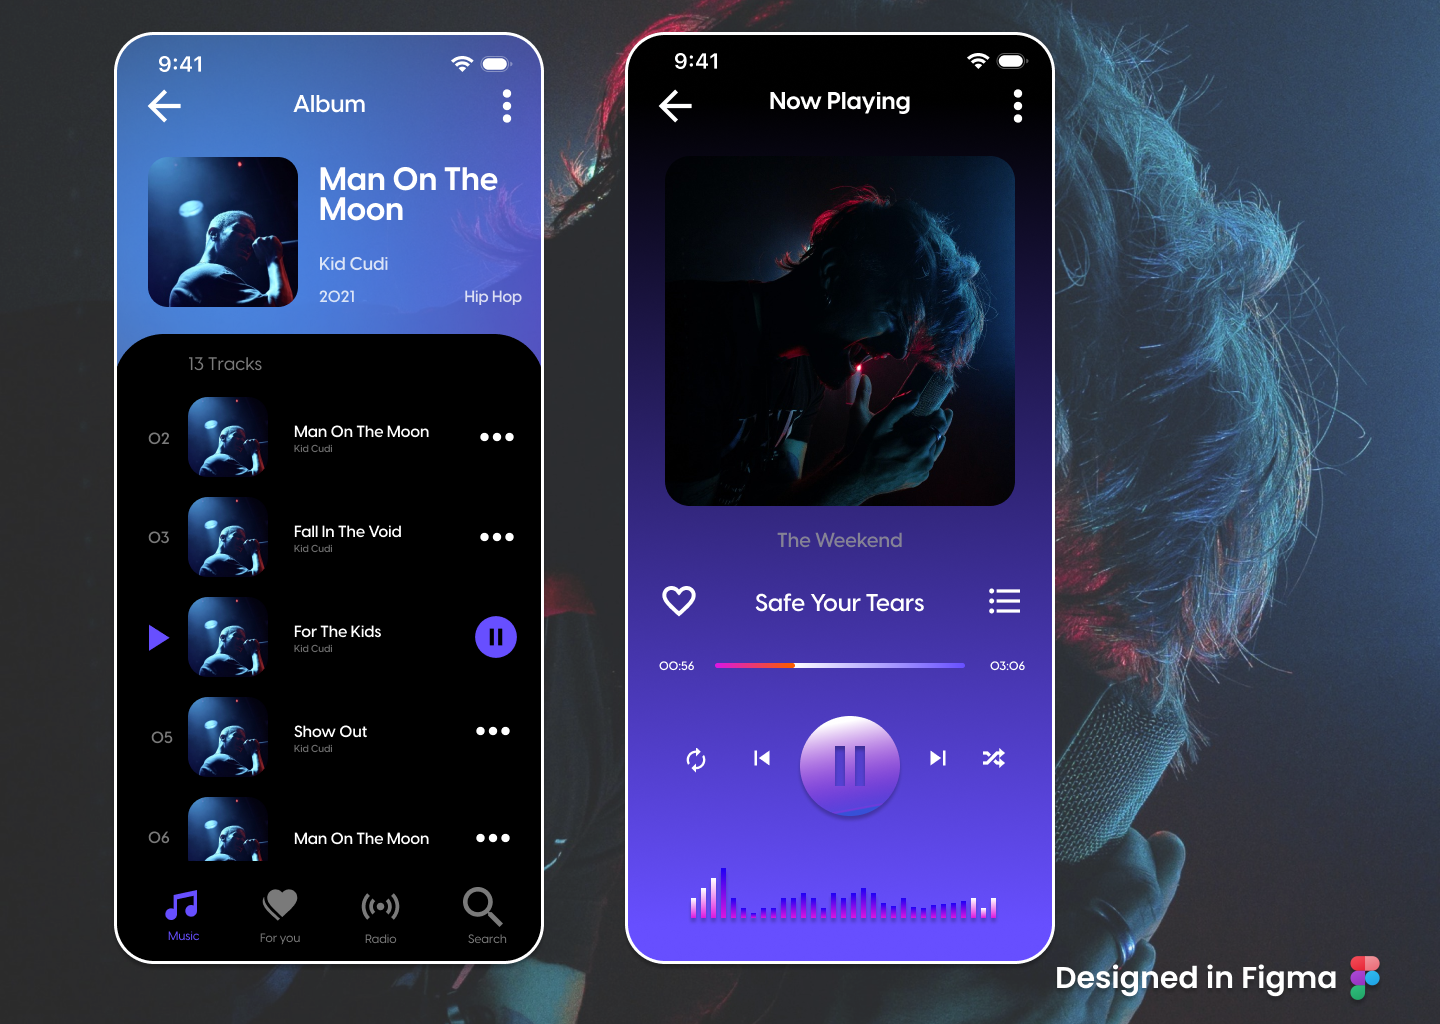 9:41
Album
Man On The
Moon
Kid Cudi
2021
Hip Hop
13 Tracks
02
Man On The Moon
Kid Cudi
03
Fall In The Void
Kid Cudi
For The Kids
Kid Cudi
05
Show Out
Kid Cudi
06
Man On The Moon
Music
For you
Radio
Search
9:41
Now Playing
The Weekend
Safe Your Tears
00:56
03:06
Designed in Figma